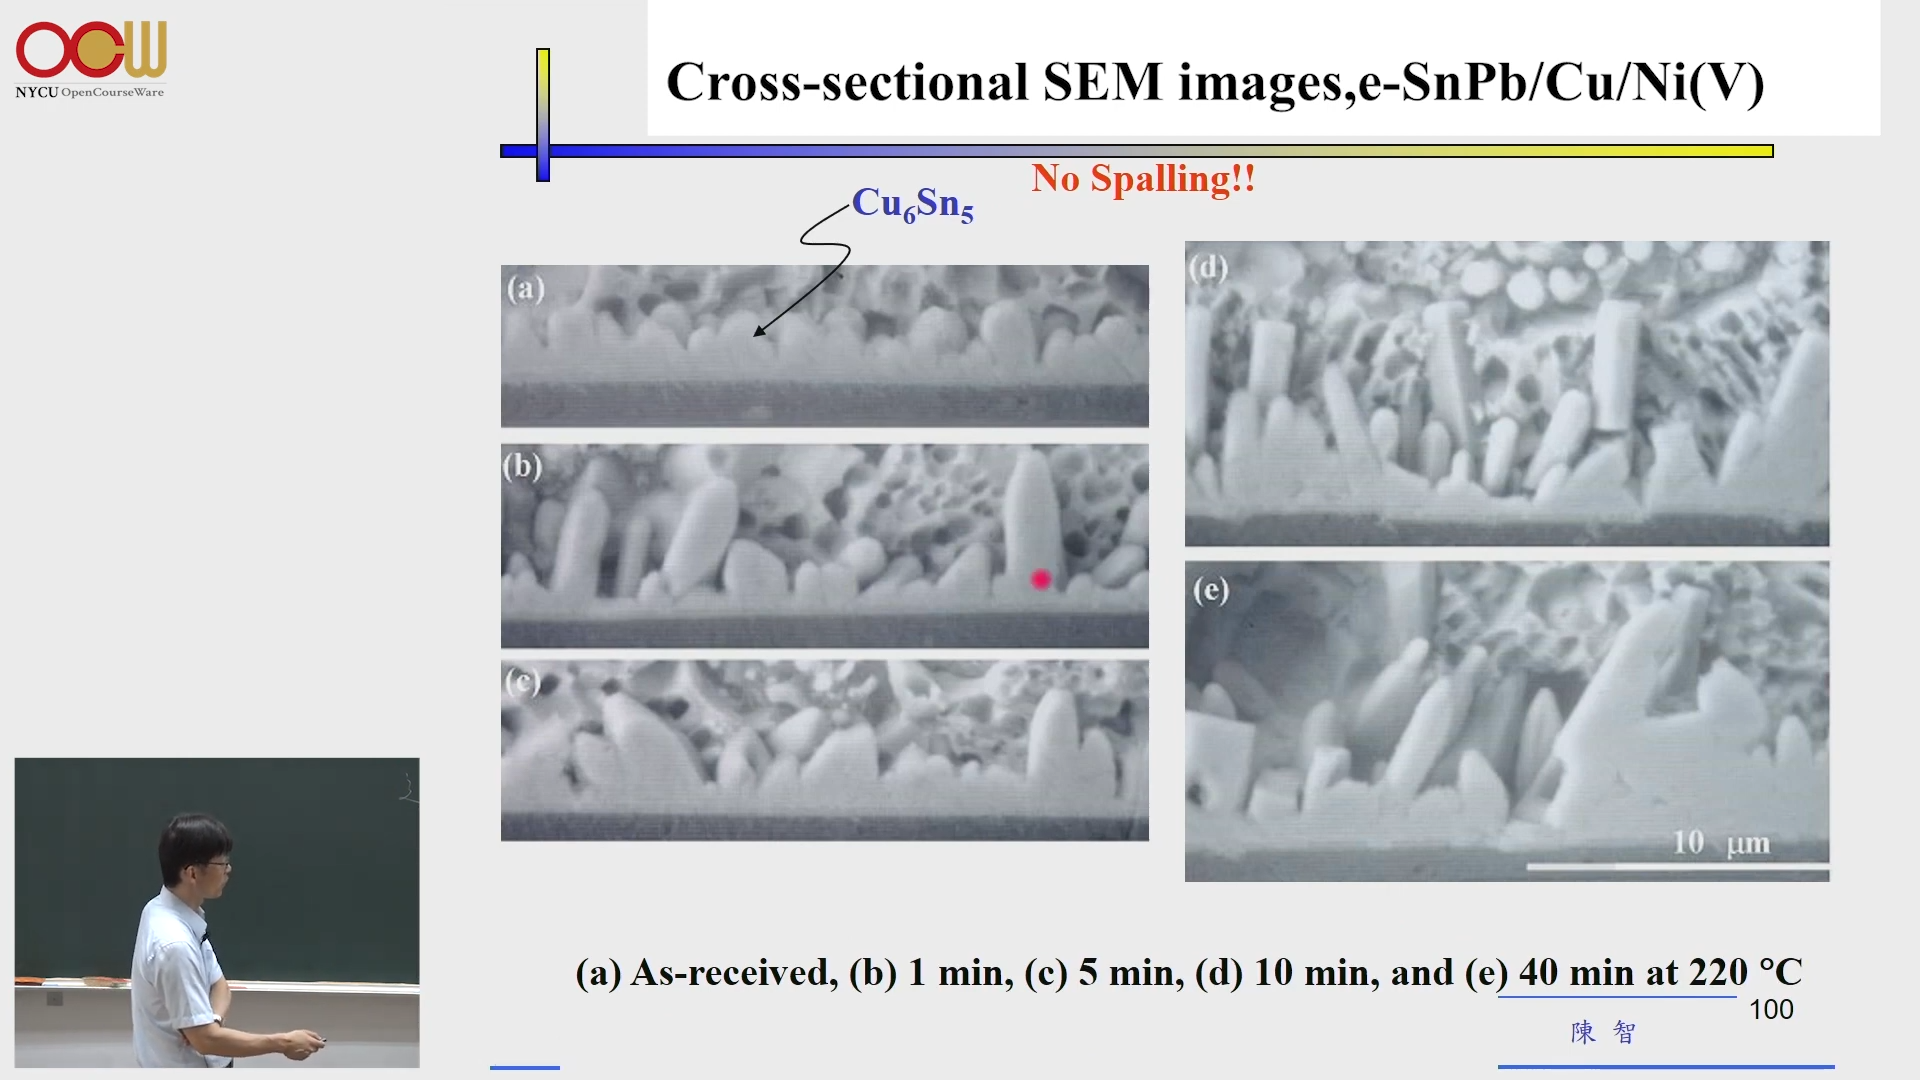 OCW
NYCU OpenCourseWare
Cross-sectional SEM images,e-SnPb/Cu/Ni(V)
No Spalling!!
Cu₆Sn₅
(a)
(b)
(c)
(d)
(e)
10 μm
(a) As-received, (b) 1 min, (c) 5 min, (d) 10 min, and (e) 40 min at 220 °C
100
陳 智